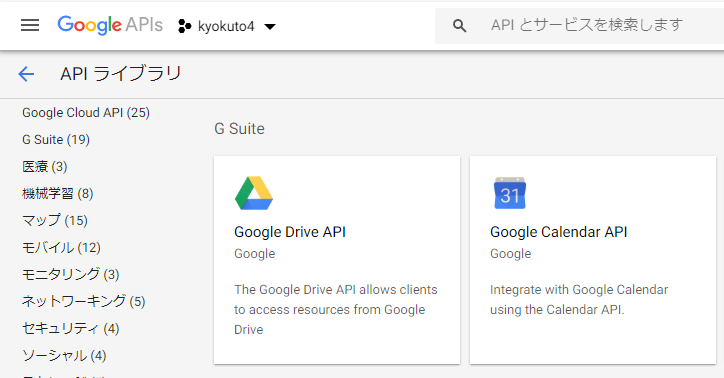 Google APIs
kyokuto4
API とサービスを検索します
API ライブラリ
Google Cloud API (25)
G Suite (19)
医療 (3)
機械学習 (8)
マップ (15)
モバイル (12)
モニタリング (3)
ネットワーキング (5)
セキュリティ (4)
ソーシャル (4)
G Suite
Google Drive API
Google
The Google Drive API allows clients
to access resources from Google
Drive
31
Google Calendar API
Google
Integrate with Google Calendar
using the Calendar API.